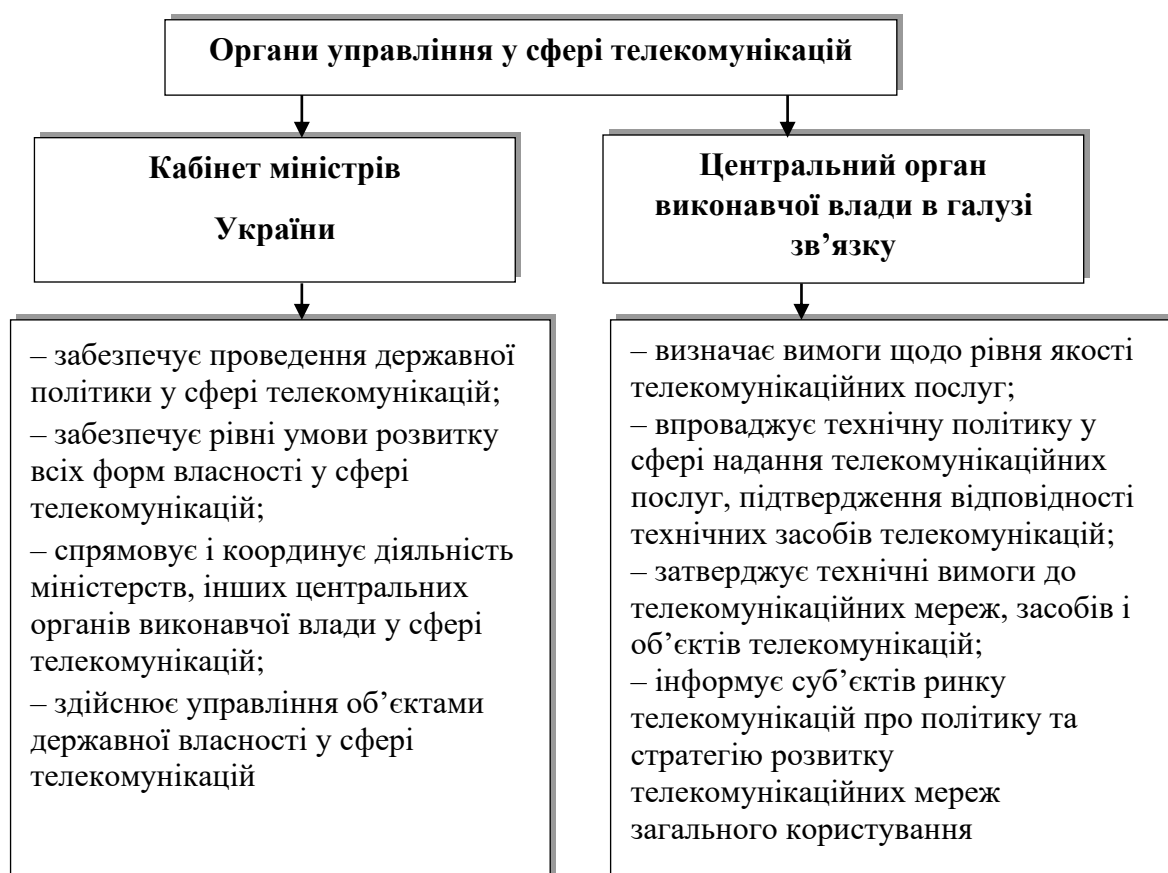 Органи управління у сфері телекомунікацій
Кабінет міністрів
України
Центральний орган
виконавчої влади в галузі
зв’язку
– забезпечує проведення державної
політики у сфері телекомунікацій;
– забезпечує рівні умови розвитку
всіх форм власності у сфері
телекомунікацій;
– спрямовує і координує діяльність
міністерств, інших центральних
органів виконавчої влади у сфері
телекомунікацій;
– здійснює управління об’єктами
державної власності у сфері
телекомунікацій
– визначає вимоги щодо рівня якості
телекомунікаційних послуг;
– впроваджує технічну політику у
сфері надання телекомунікаційних
послуг, підтвердження відповідності
технічних засобів телекомунікацій;
– затверджує технічні вимоги до
телекомунікаційних мереж, засобів і
об’єктів телекомунікацій;
– інформує суб’єктів ринку
телекомунікацій про політику та
стратегію розвитку
телекомунікаційних мереж
загального користування